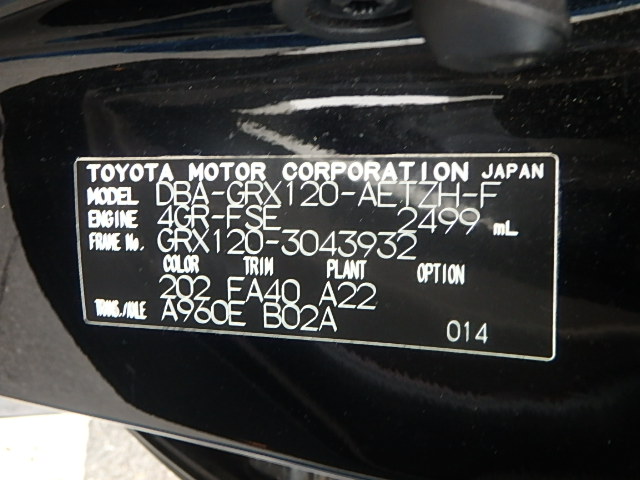 TOYOTA MOTOR CORPORATION JAPAN
MODEL DBA-GRX120-AETZH-F
ENGINE 4GR-FSE 2499 mL
FRAME No. GRX120-3043932
COLOR TRIM PLANT OPTION
202 FA40 A22
TRANS./AXLE A960E B02A
014